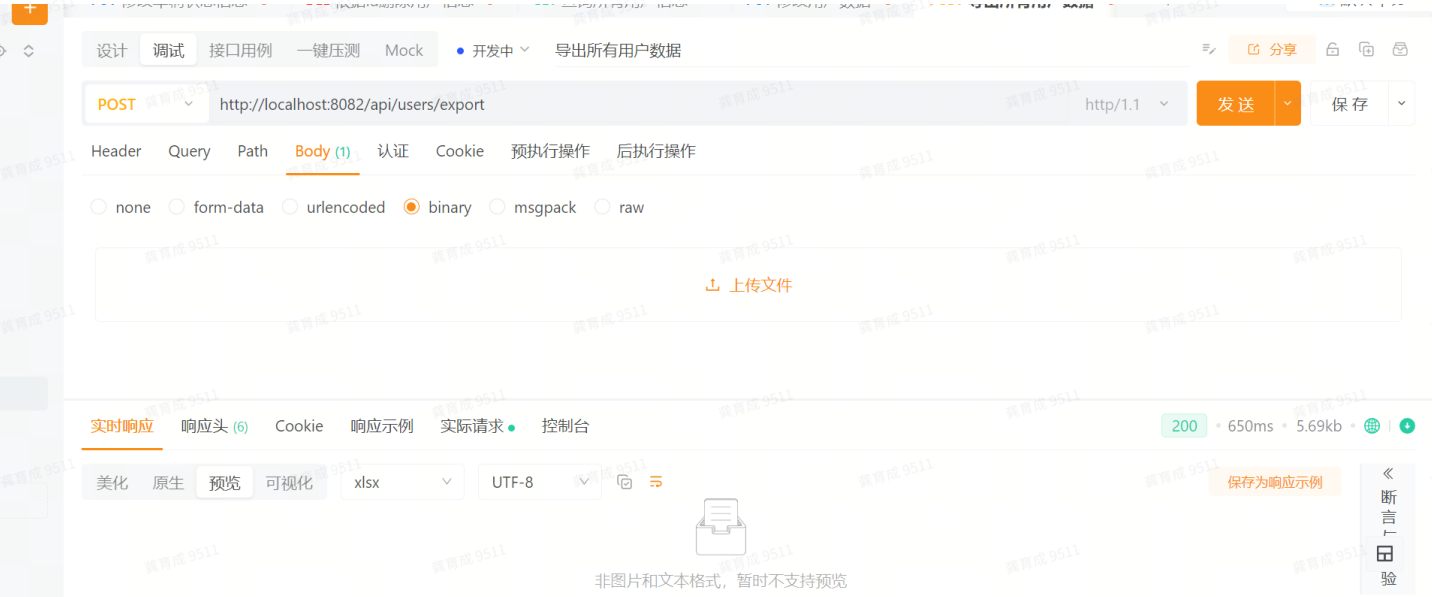 设计 调试 接口用例 一键压测 Mock 开发中 导出所有用户数据 分享
POST http://localhost:8082/api/users/export http/1.1 发送 保存
Header Query Path Body (1) 认证 Cookie 预执行操作 后执行操作
none form-data urlencoded binary msgpack raw
上传文件
实时响应 响应头 (6) Cookie 响应示例 实际请求 控制台 200 650ms 5.69kb
美化 原生 预览 可视化 xlsx UTF-8 保存为响应示例
断
言
验
非图片和文本格式，暂时不支持预览
龚育成 9511